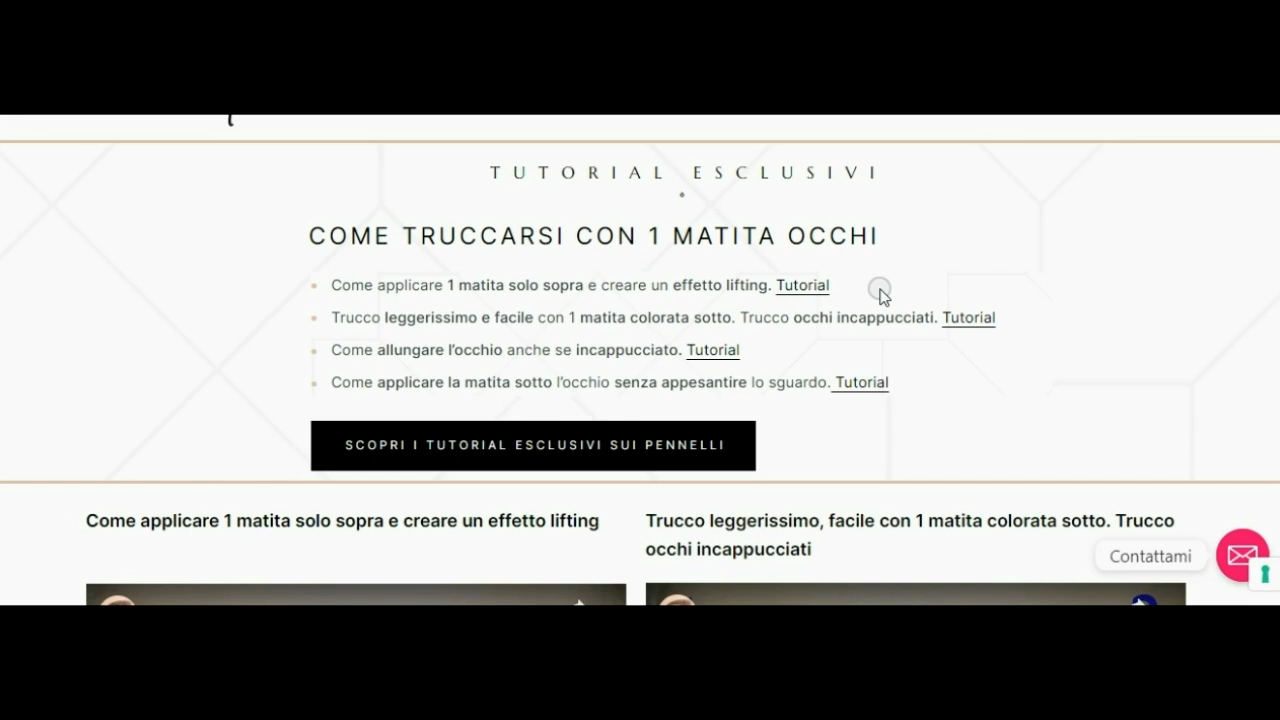 TUTORIAL ESCLUSIVI
COME TRUCCARSI CON 1 MATITA OCCHI
Come applicare 1 matita solo sopra e creare un effetto lifting. Tutorial
Trucco leggerissimo e facile con 1 matita colorata sotto. Trucco occhi incappucciati. Tutorial
Come allungare l’occhio anche se incappucciato. Tutorial
Come applicare la matita sotto l’occhio senza appesantire lo sguardo. Tutorial
SCOPRI I TUTORIAL ESCLUSIVI SUI PENNELLI
Come applicare 1 matita solo sopra e creare un effetto lifting
Trucco leggerissimo, facile con 1 matita colorata sotto. Trucco
occhi incappucciati
Contattami